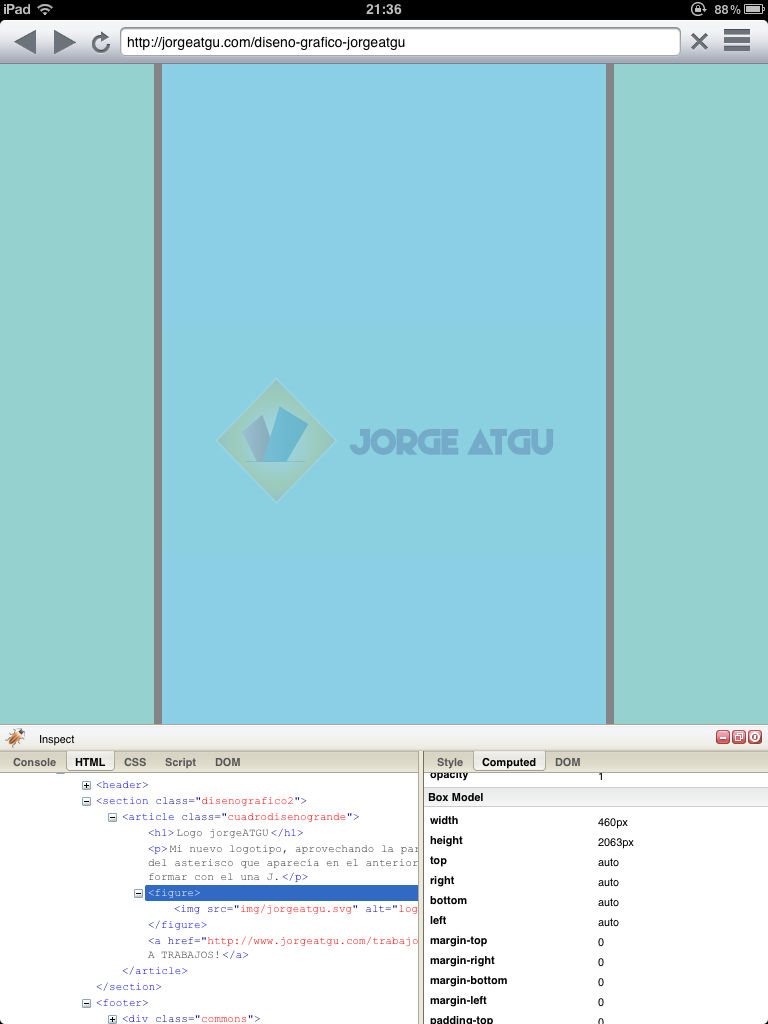 iPad 21:36 88%
http://jorgeatgu.com/diseno-grafico-jorgeatgu
JORGE ATGU
Inspect
Console HTML CSS Script DOM
Style Computed DOM
<header>
<section class="disenografico2">
<article class="cuadrodisenogrande">
<h1>Logo jorgeATGU</h1>
<p>Mi nuevo logotipo, aprovechando la par
del asterisco que aparecía en el anterior
formar con el una J.</p>
<figure>
<img src="img/jorgeatgu.svg" alt="log
</figure>
<a href="http://www.jorgeatgu.com/trabajo
A TRABAJOS!</a>
</article>
</section>
<footer>
<div class="commons">
opacity 1
Box Model
width 460px
height 2063px
top auto
right auto
bottom auto
left auto
margin-top 0
margin-right 0
margin-bottom 0
margin-left 0
padding-top 0